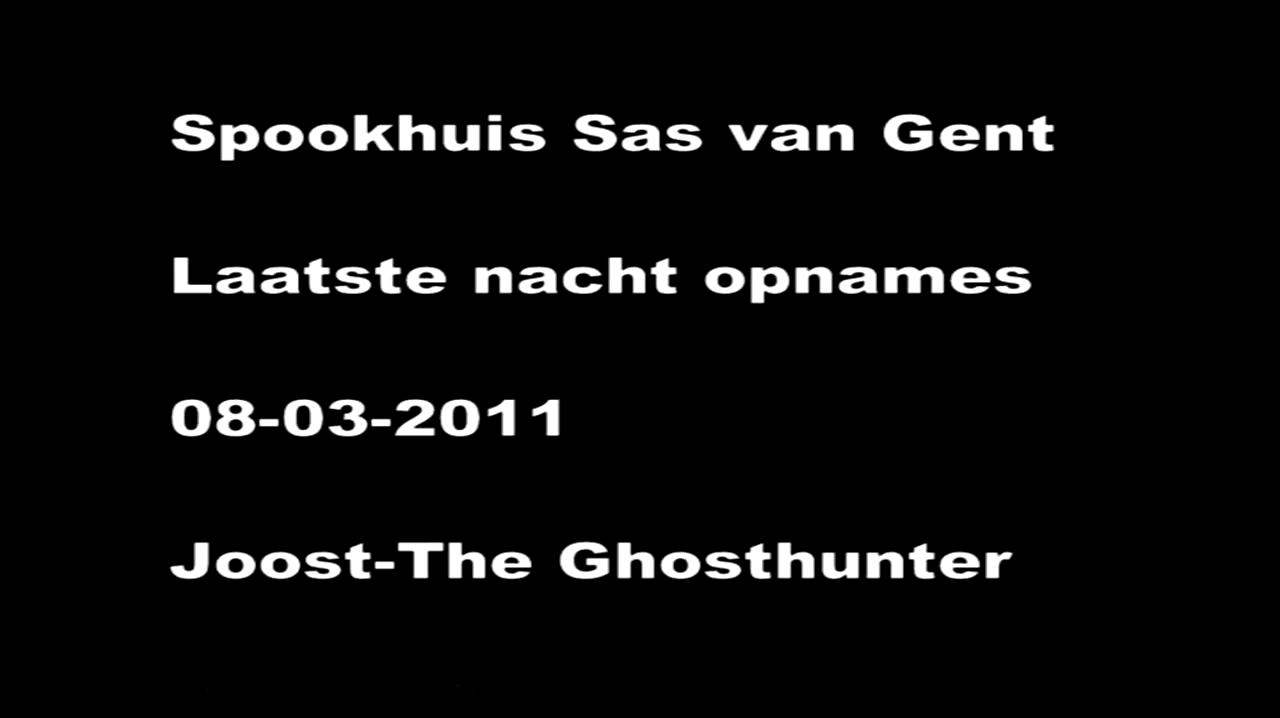 Spookhuis Sas van Gent
Laatste nacht opnames
08-03-2011
Joost-The Ghosthunter